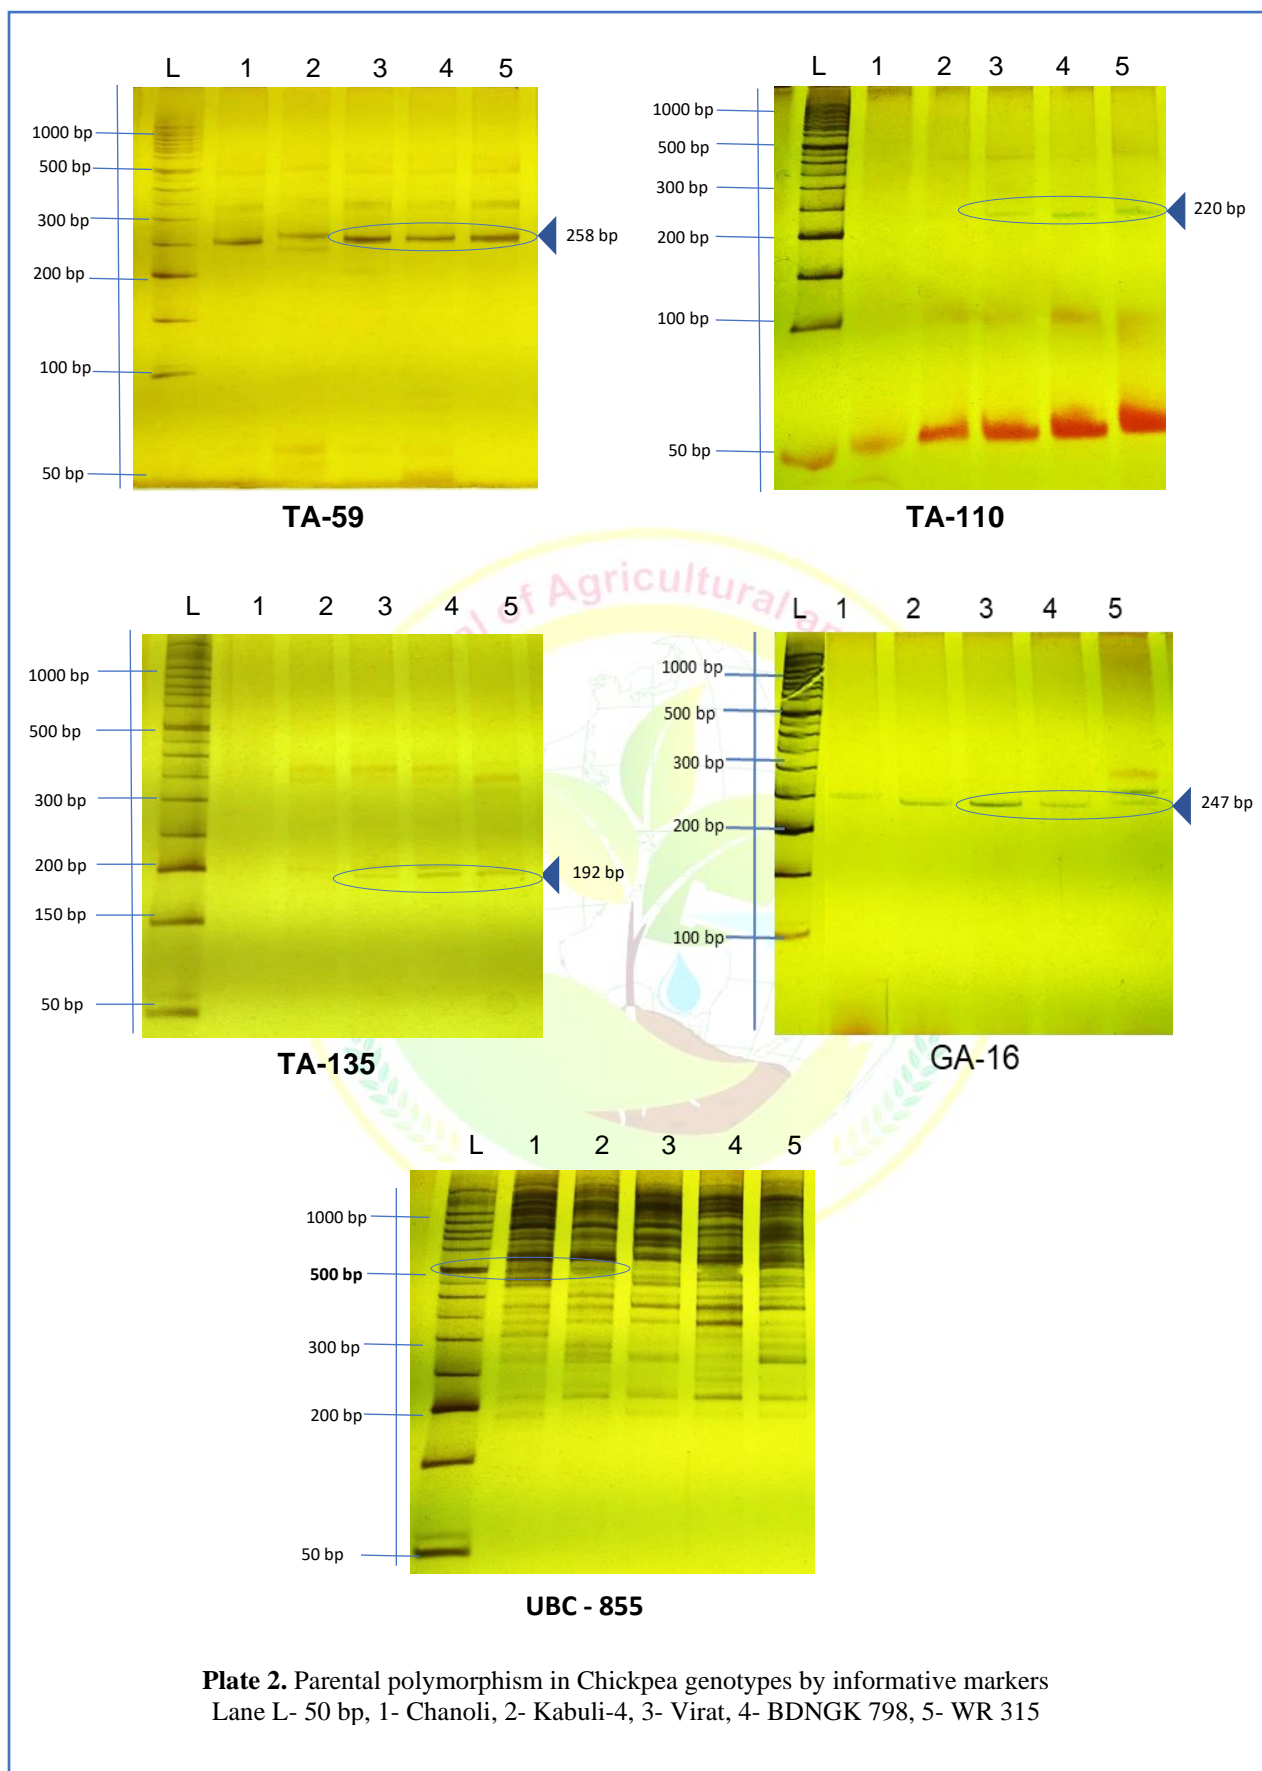 L 1 2 3 4 5
1000 bp
500 bp
300 bp
200 bp
100 bp
50 bp
258 bp
TA-59
L 1 2 3 4 5
1000 bp
500 bp
300 bp
200 bp
100 bp
50 bp
220 bp
TA-110
of Agricultural an
L 1 2 3 4 5
1000 bp
500 bp
300 bp
200 bp
150 bp
50 bp
192 bp
TA-135
L 1 2 3 4 5
1000 bp
500 bp
300 bp
200 bp
100 bp
247 bp
GA-16
L 1 2 3 4 5
1000 bp
500 bp
300 bp
200 bp
50 bp
UBC - 855
Plate 2. Parental polymorphism in Chickpea genotypes by informative markers
Lane L- 50 bp, 1- Chanoli, 2- Kabuli-4, 3- Virat, 4- BDNGK 798, 5- WR 315